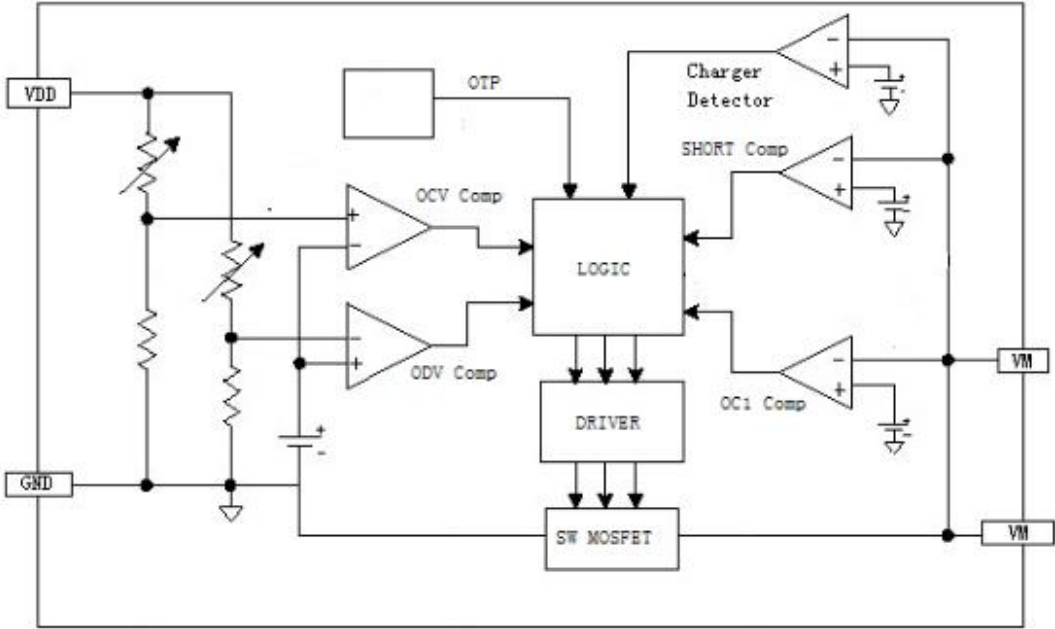 VDD
OTP
Charger
Detector
SHORT Comp
OCV Comp
LOGIC
ODV Comp
OC1 Comp
VM
DRIVER
GND
SW MOSFET
VM